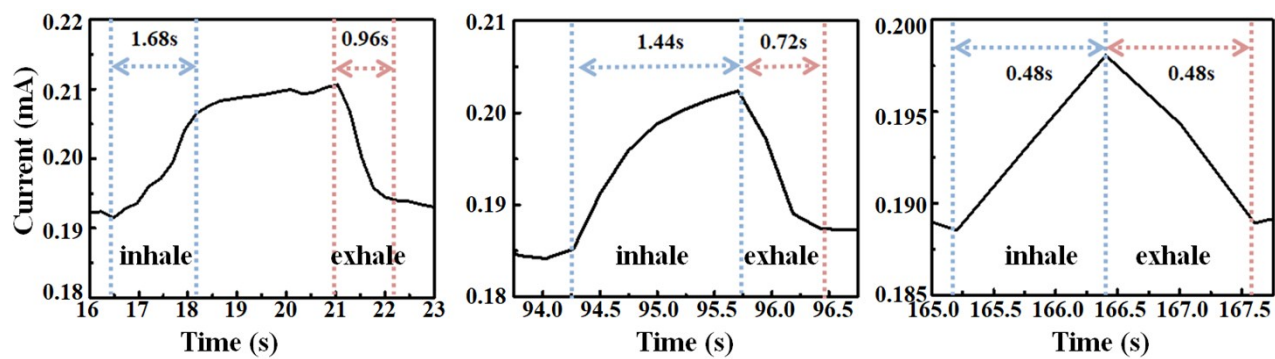 Current (mA)
0.22
0.21
0.20
0.19
0.18
1.68s
0.96s
inhale
exhale
16 17 18 19 20 21 22 23
Time (s)
0.21
0.20
0.19
0.18
1.44s
0.72s
inhale
exhale
94.0 94.5 95.0 95.5 96.0 96.5
Time (s)
0.200
0.195
0.190
0.185
0.48s
0.48s
inhale
exhale
165.0 165.5 166.0 166.5 167.0 167.5
Time (s)